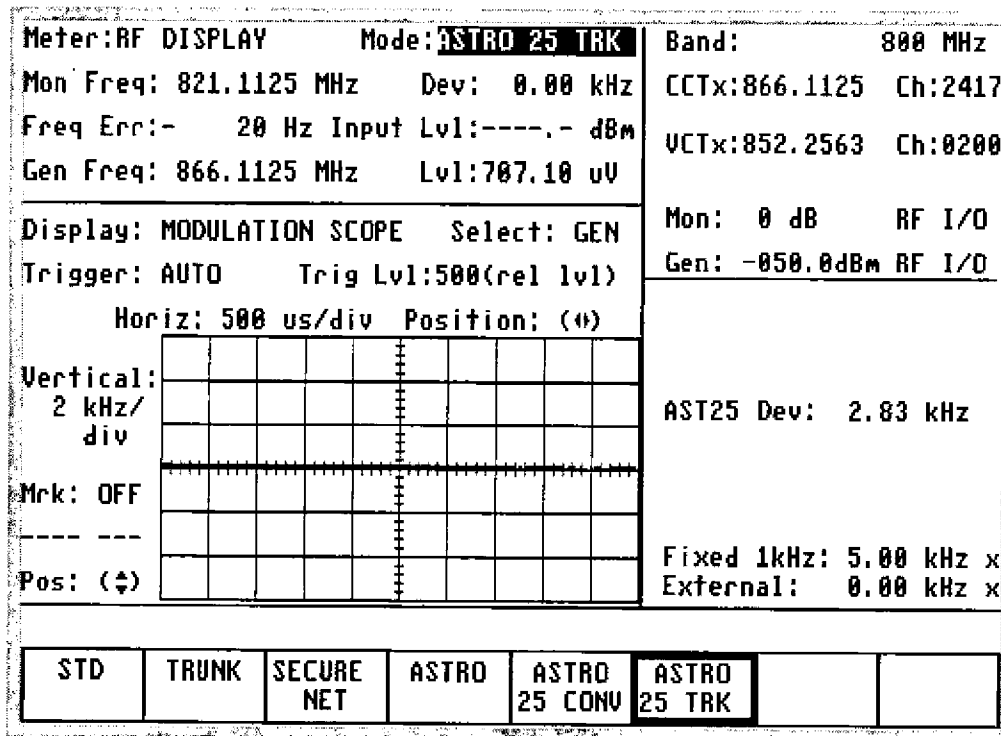 Meter:RF DISPLAY Mode:ASTRO 25 TRK
Mon Freq: 821.1125 MHz Dev: 0.00 kHz
Freq Err:- 20 Hz Input Lvl:----.- dBm
Gen Freq: 866.1125 MHz Lvl:707.10 uV
Display: MODULATION SCOPE Select: GEN
Trigger: AUTO Trig Lvl:500(rel lvl)
Horiz: 500 us/div Position: (↔)
Vertical:
2 kHz/
div
Mrk: OFF
---- ---
Pos: (↕)
Band: 800 MHz
CCTx:866.1125 Ch:2417
VCTx:852.2563 Ch:0200
Mon: 0 dB RF I/O
Gen: -050.0dBm RF I/O
AST25 Dev: 2.83 kHz
Fixed 1kHz: 5.00 kHz x
External: 0.00 kHz x
STD
TRUNK
SECURE
NET
ASTRO
ASTRO
25 CONV
ASTRO
25 TRK